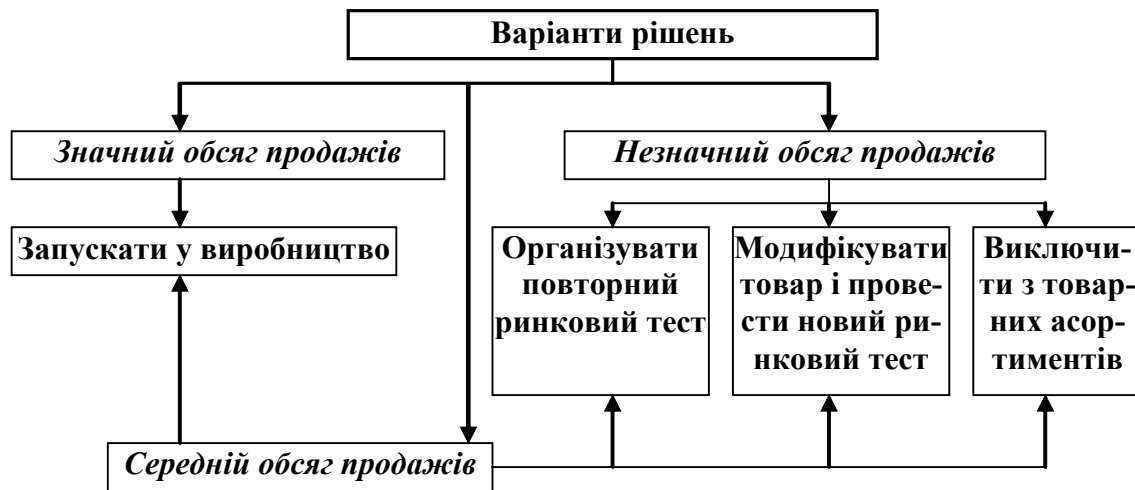 Варіанти рішень
Значний обсяг продажів
Незначний обсяг продажів
Запускати у виробництво
Організувати
повторний
ринковий тест
Модифікувати
товар і прове-
сти новий ри-
нковий тест
Виключи-
ти з товар-
них асор-
тиментів
Середній обсяг продажів